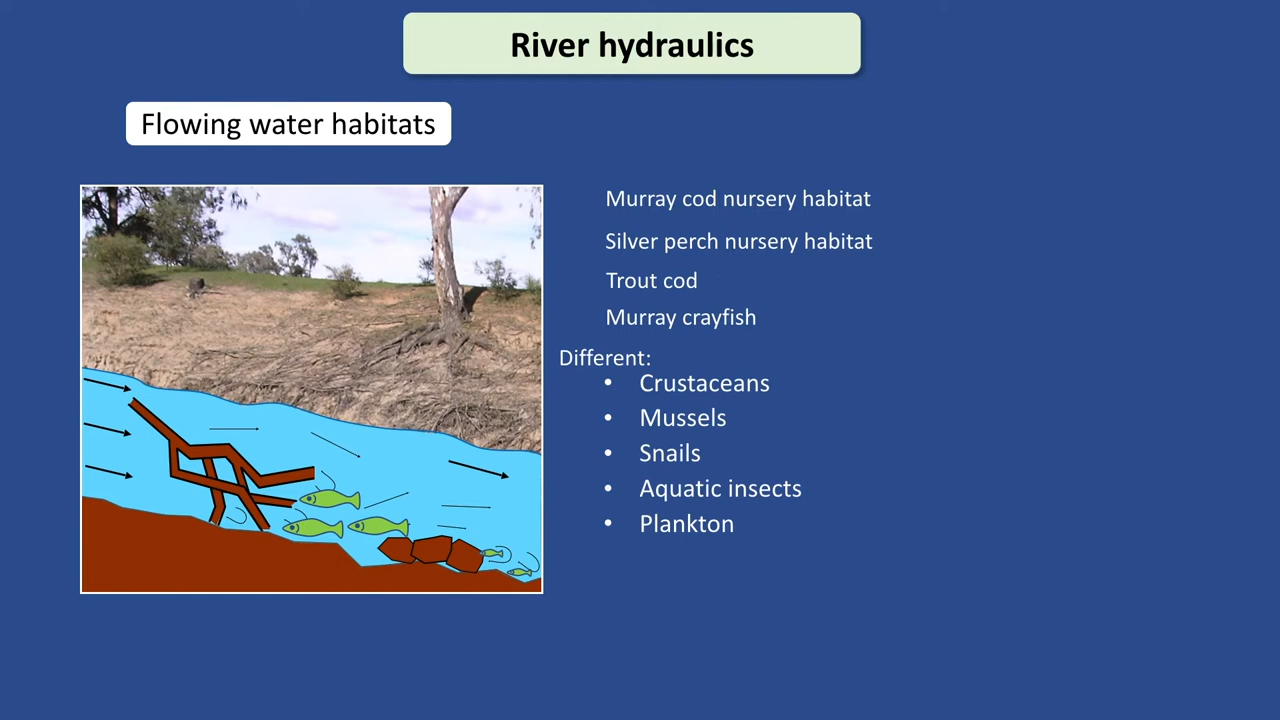 River hydraulics
Flowing water habitats
Murray cod nursery habitat
Silver perch nursery habitat
Trout cod
Murray crayfish
Different:
• Crustaceans
• Mussels
• Snails
• Aquatic insects
• Plankton